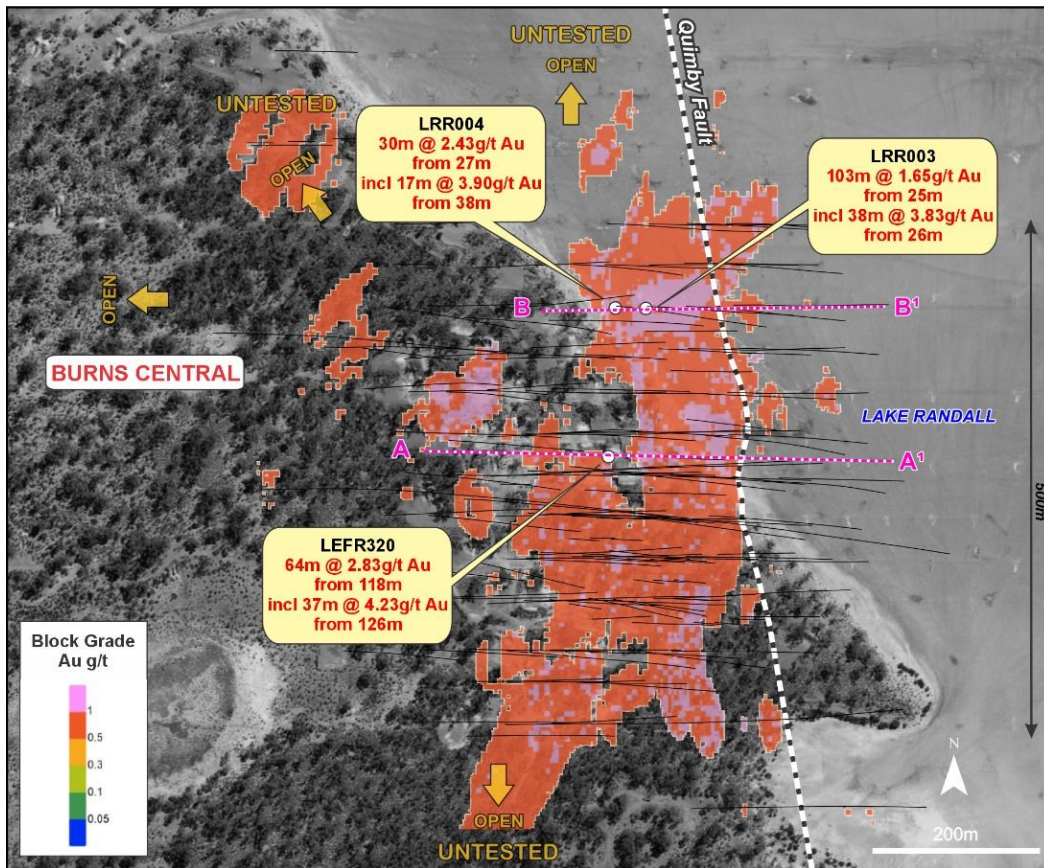 UNTESTED
OPEN
Quimby Fault
UNTESTED
OPEN
LRR004
30m @ 2.43g/t Au
from 27m
incl 17m @ 3.90g/t Au
from 38m
LRR003
103m @ 1.65g/t Au
from 25m
incl 38m @ 3.83g/t Au
from 26m
OPEN
B
B¹
BURNS CENTRAL
LAKE RANDALL
A
A¹
500m
LEFR320
64m @ 2.83g/t Au
from 118m
incl 37m @ 4.23g/t Au
from 126m
Block Grade
Au g/t
1
0.5
0.3
0.1
0.05
OPEN
UNTESTED
N
200m